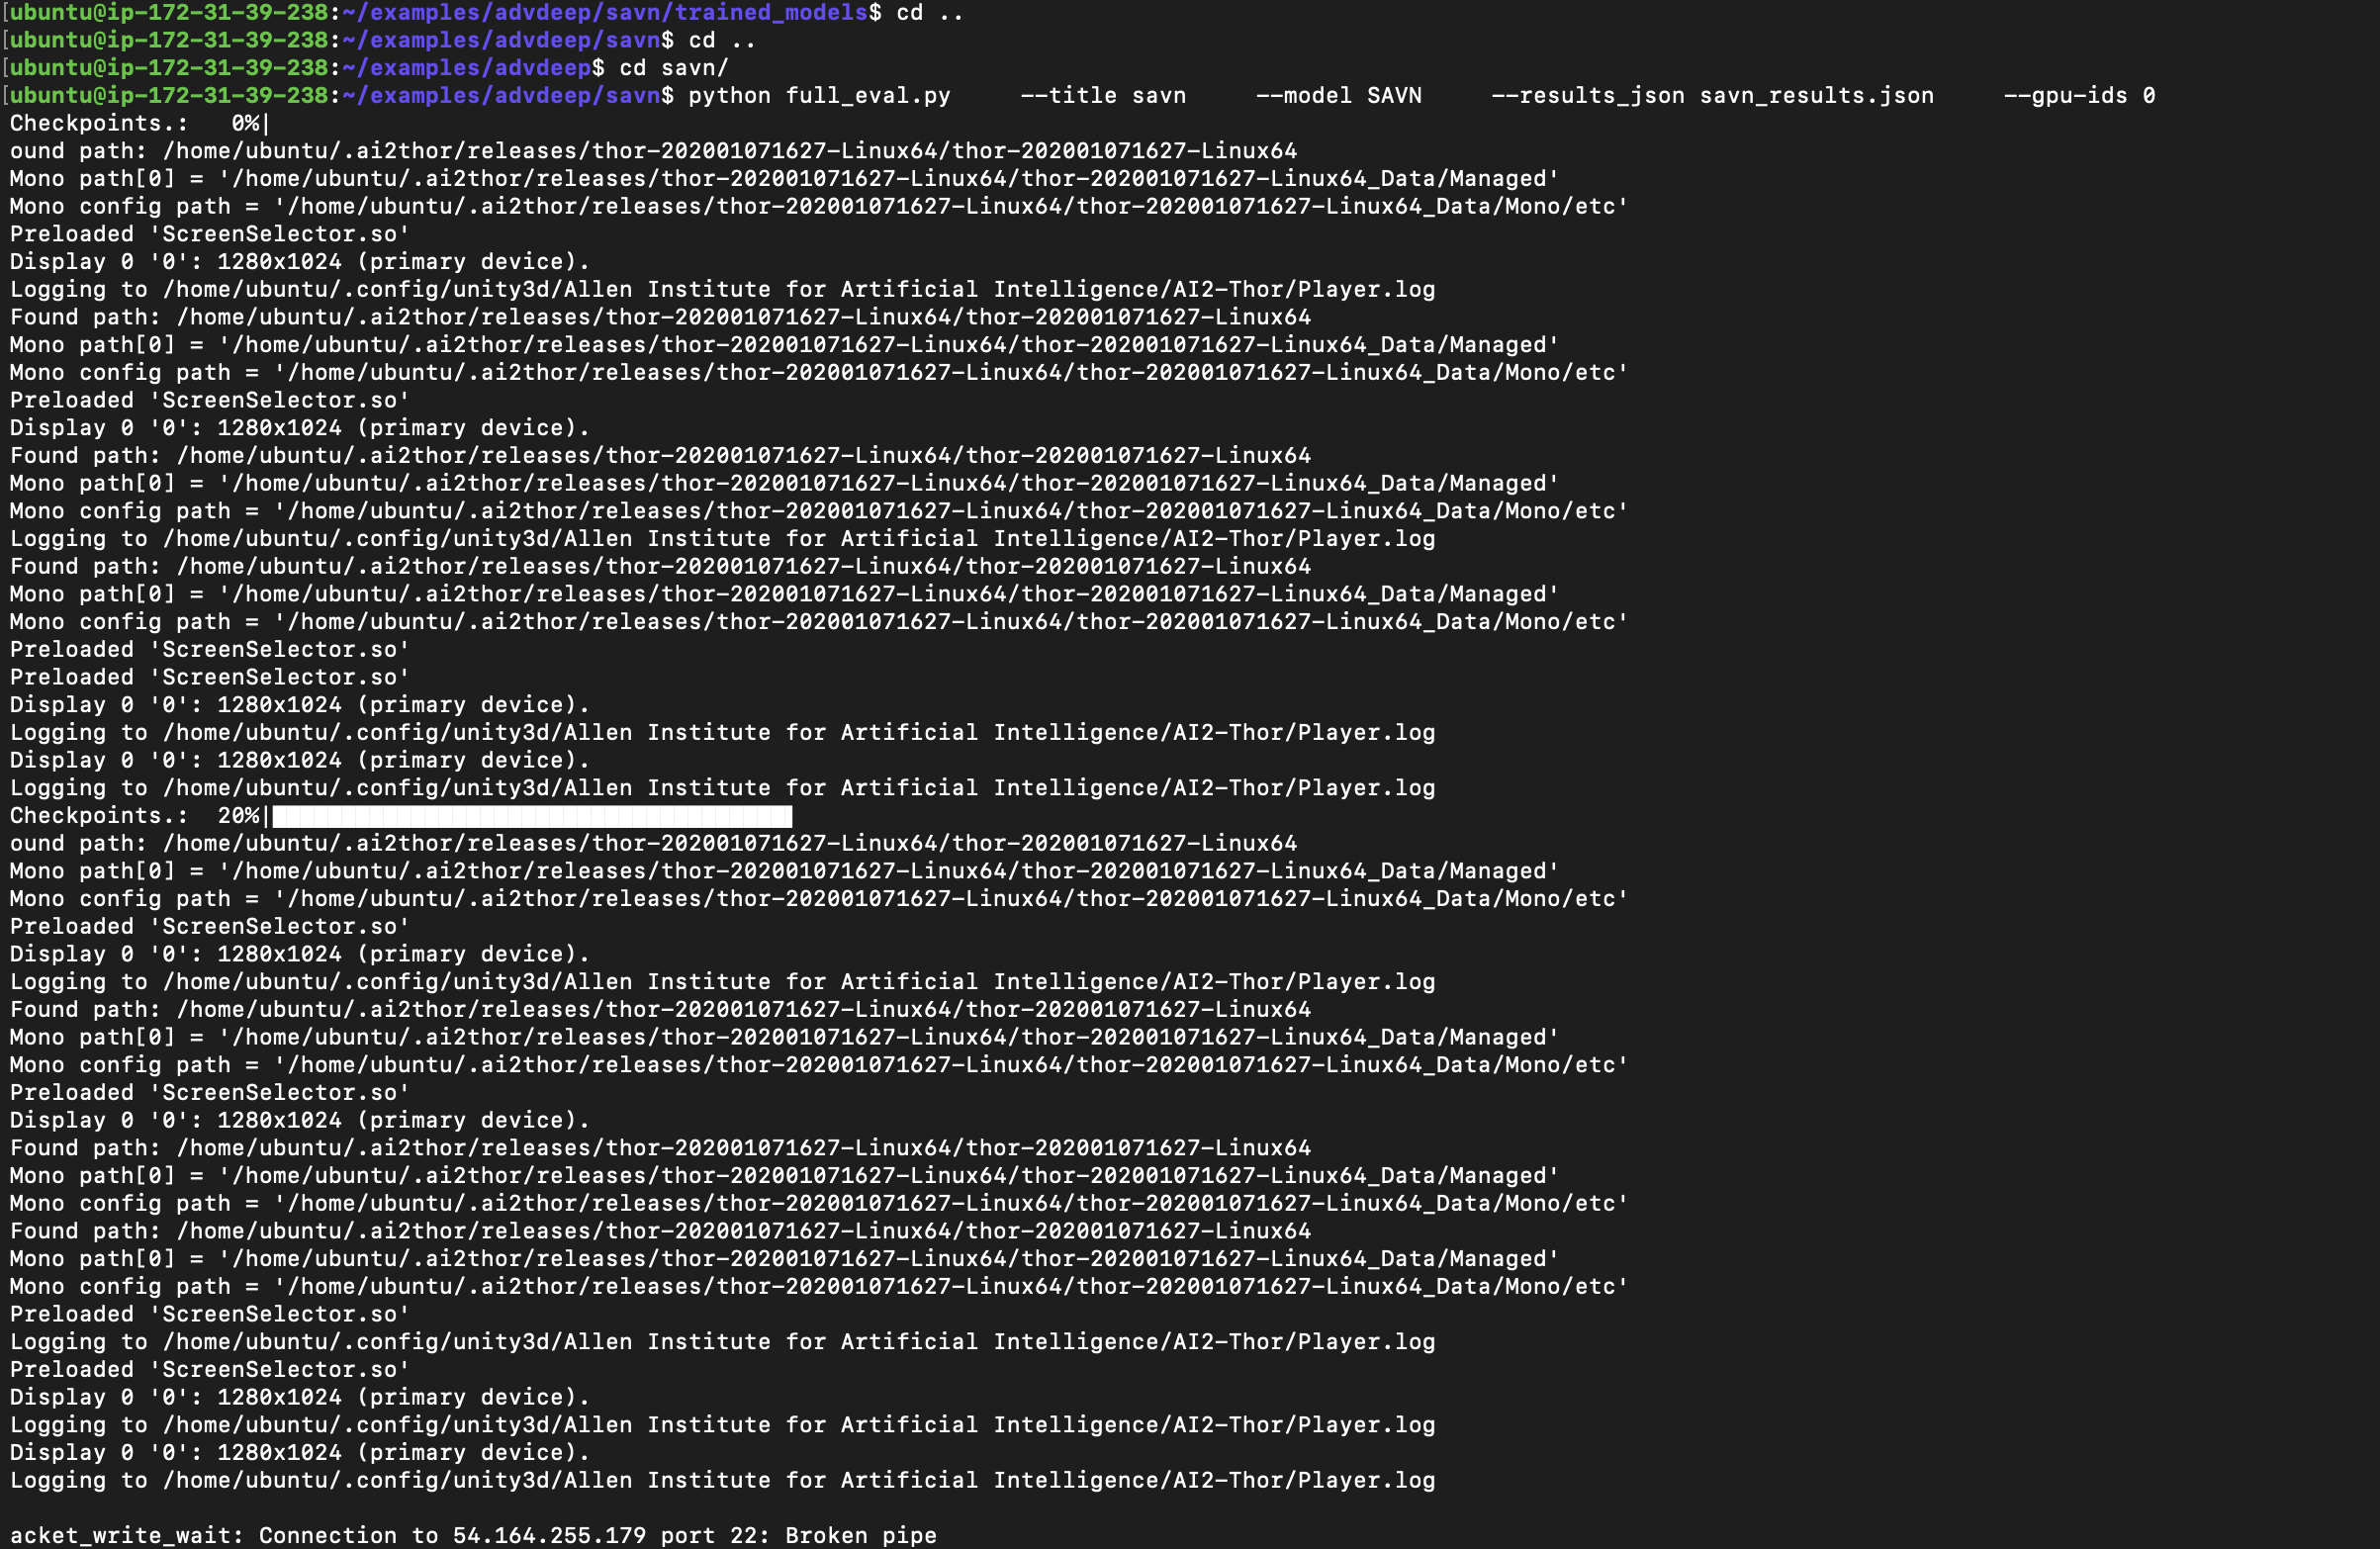 [ubuntu@ip-172-31-39-238:~/examples/advdeep/savn/trained_models$ cd ..
[ubuntu@ip-172-31-39-238:~/examples/advdeep/savn$ cd ..
[ubuntu@ip-172-31-39-238:~/examples/advdeep$ cd savn/
[ubuntu@ip-172-31-39-238:~/examples/advdeep/savn$ python full_eval.py     --title savn     --model SAVN     --results_json savn_results.json     --gpu-ids 0
Checkpoints.:   0%|
ound path: /home/ubuntu/.ai2thor/releases/thor-202001071627-Linux64/thor-202001071627-Linux64
Mono path[0] = '/home/ubuntu/.ai2thor/releases/thor-202001071627-Linux64/thor-202001071627-Linux64_Data/Managed'
Mono config path = '/home/ubuntu/.ai2thor/releases/thor-202001071627-Linux64/thor-202001071627-Linux64_Data/Mono/etc'
Preloaded 'ScreenSelector.so'
Display 0 '0': 1280x1024 (primary device).
Logging to /home/ubuntu/.config/unity3d/Allen Institute for Artificial Intelligence/AI2-Thor/Player.log
Found path: /home/ubuntu/.ai2thor/releases/thor-202001071627-Linux64/thor-202001071627-Linux64
Mono path[0] = '/home/ubuntu/.ai2thor/releases/thor-202001071627-Linux64/thor-202001071627-Linux64_Data/Managed'
Mono config path = '/home/ubuntu/.ai2thor/releases/thor-202001071627-Linux64/thor-202001071627-Linux64_Data/Mono/etc'
Preloaded 'ScreenSelector.so'
Display 0 '0': 1280x1024 (primary device).
Found path: /home/ubuntu/.ai2thor/releases/thor-202001071627-Linux64/thor-202001071627-Linux64
Mono path[0] = '/home/ubuntu/.ai2thor/releases/thor-202001071627-Linux64/thor-202001071627-Linux64_Data/Managed'
Mono config path = '/home/ubuntu/.ai2thor/releases/thor-202001071627-Linux64/thor-202001071627-Linux64_Data/Mono/etc'
Logging to /home/ubuntu/.config/unity3d/Allen Institute for Artificial Intelligence/AI2-Thor/Player.log
Found path: /home/ubuntu/.ai2thor/releases/thor-202001071627-Linux64/thor-202001071627-Linux64
Mono path[0] = '/home/ubuntu/.ai2thor/releases/thor-202001071627-Linux64/thor-202001071627-Linux64_Data/Managed'
Mono config path = '/home/ubuntu/.ai2thor/releases/thor-202001071627-Linux64/thor-202001071627-Linux64_Data/Mono/etc'
Preloaded 'ScreenSelector.so'
Preloaded 'ScreenSelector.so'
Display 0 '0': 1280x1024 (primary device).
Logging to /home/ubuntu/.config/unity3d/Allen Institute for Artificial Intelligence/AI2-Thor/Player.log
Display 0 '0': 1280x1024 (primary device).
Logging to /home/ubuntu/.config/unity3d/Allen Institute for Artificial Intelligence/AI2-Thor/Player.log
Checkpoints.:  20%|
ound path: /home/ubuntu/.ai2thor/releases/thor-202001071627-Linux64/thor-202001071627-Linux64
Mono path[0] = '/home/ubuntu/.ai2thor/releases/thor-202001071627-Linux64/thor-202001071627-Linux64_Data/Managed'
Mono config path = '/home/ubuntu/.ai2thor/releases/thor-202001071627-Linux64/thor-202001071627-Linux64_Data/Mono/etc'
Preloaded 'ScreenSelector.so'
Display 0 '0': 1280x1024 (primary device).
Logging to /home/ubuntu/.config/unity3d/Allen Institute for Artificial Intelligence/AI2-Thor/Player.log
Found path: /home/ubuntu/.ai2thor/releases/thor-202001071627-Linux64/thor-202001071627-Linux64
Mono path[0] = '/home/ubuntu/.ai2thor/releases/thor-202001071627-Linux64/thor-202001071627-Linux64_Data/Managed'
Mono config path = '/home/ubuntu/.ai2thor/releases/thor-202001071627-Linux64/thor-202001071627-Linux64_Data/Mono/etc'
Preloaded 'ScreenSelector.so'
Display 0 '0': 1280x1024 (primary device).
Found path: /home/ubuntu/.ai2thor/releases/thor-202001071627-Linux64/thor-202001071627-Linux64
Mono path[0] = '/home/ubuntu/.ai2thor/releases/thor-202001071627-Linux64/thor-202001071627-Linux64_Data/Managed'
Mono config path = '/home/ubuntu/.ai2thor/releases/thor-202001071627-Linux64/thor-202001071627-Linux64_Data/Mono/etc'
Found path: /home/ubuntu/.ai2thor/releases/thor-202001071627-Linux64/thor-202001071627-Linux64
Mono path[0] = '/home/ubuntu/.ai2thor/releases/thor-202001071627-Linux64/thor-202001071627-Linux64_Data/Managed'
Mono config path = '/home/ubuntu/.ai2thor/releases/thor-202001071627-Linux64/thor-202001071627-Linux64_Data/Mono/etc'
Preloaded 'ScreenSelector.so'
Logging to /home/ubuntu/.config/unity3d/Allen Institute for Artificial Intelligence/AI2-Thor/Player.log
Preloaded 'ScreenSelector.so'
Display 0 '0': 1280x1024 (primary device).
Logging to /home/ubuntu/.config/unity3d/Allen Institute for Artificial Intelligence/AI2-Thor/Player.log
Display 0 '0': 1280x1024 (primary device).
Logging to /home/ubuntu/.config/unity3d/Allen Institute for Artificial Intelligence/AI2-Thor/Player.log
acket_write_wait: Connection to 54.164.255.179 port 22: Broken pipe